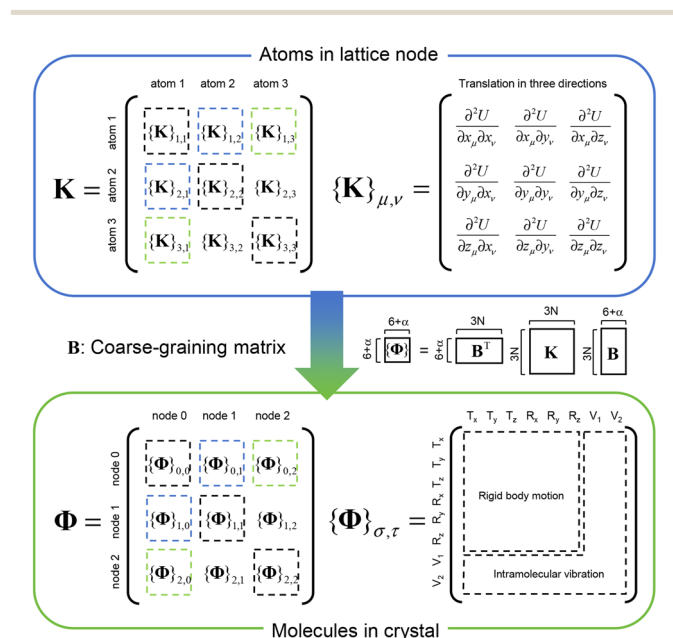 Atoms in lattice node
atom 1 atom 2 atom 3
atom 1
atom 2
atom 3
K =
{K}1,1 {K}1,2 {K}1,3
{K}2,1 {K}2,2 {K}2,3
{K}3,1 {K}3,2 {K}3,3
{K}μ,ν =
Translation in three directions
∂²U/∂xμ∂xν ∂²U/∂xμ∂yν ∂²U/∂xμ∂zν
∂²U/∂yμ∂xν ∂²U/∂yμ∂yν ∂²U/∂yμ∂zν
∂²U/∂zμ∂xν ∂²U/∂zμ∂yν ∂²U/∂zμ∂zν
B: Coarse-graining matrix
6+α 3N 3N 6+α
6+α {Φ} = 6+α Bᵀ 3N K 3N B
node 0 node 1 node 2
node 0
node 1
node 2
Φ =
{Φ}0,0 {Φ}0,1 {Φ}0,2
{Φ}1,0 {Φ}1,1 {Φ}1,2
{Φ}2,0 {Φ}2,1 {Φ}2,2
{Φ}σ,τ =
Tx Ty Tz Rx Ry Rz V1 V2
Tx
Ty
Tz
Rx
Ry
Rz
V1
V2
Rigid body motion
Intramolecular vibration
Molecules in crystal